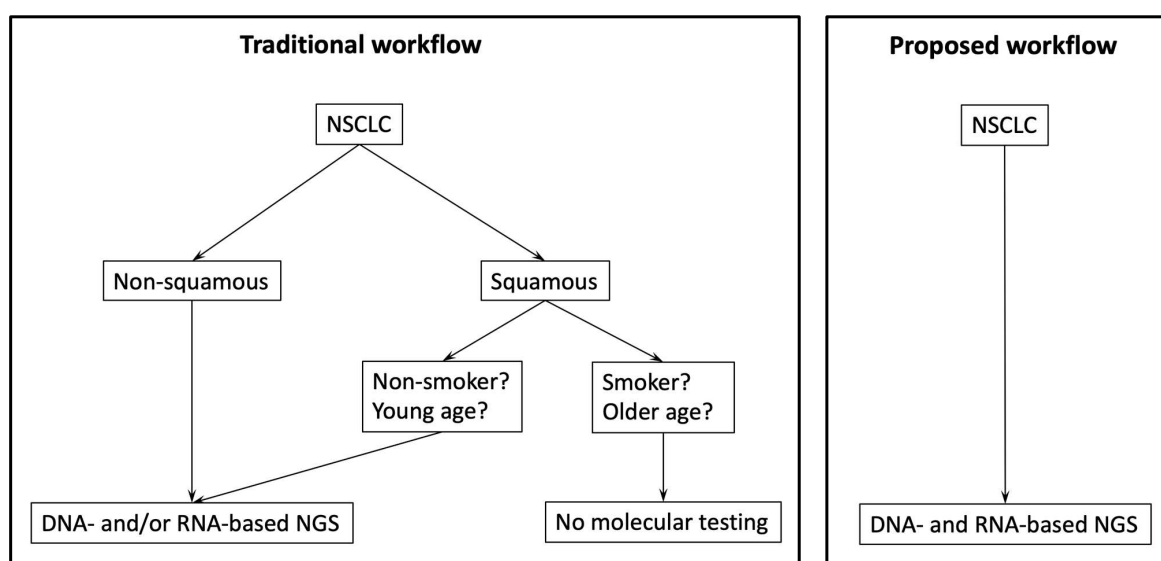 Traditional workflow
NSCLC
Non-squamous
Squamous
Non-smoker?
Young age?
Smoker?
Older age?
DNA- and/or RNA-based NGS
No molecular testing
Proposed workflow
NSCLC
DNA- and RNA-based NGS